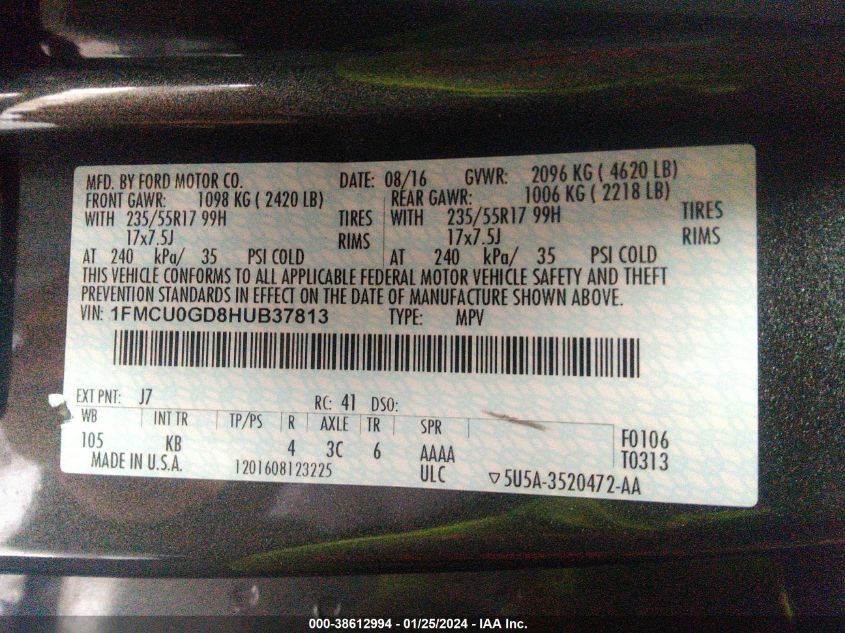 MFD. BY FORD MOTOR CO. DATE: 08/16 GVWR: 2096 KG ( 4620 LB)
FRONT GAWR: 1098 KG ( 2420 LB) REAR GAWR: 1006 KG ( 2218 LB)
WITH 235/55R17 99H TIRES WITH 235/55R17 99H TIRES
17x7.5J RIMS 17x7.5J RIMS
AT 240 kPa/ 35 PSI COLD AT 240 kPa/ 35 PSI COLD
THIS VEHICLE CONFORMS TO ALL APPLICABLE FEDERAL MOTOR VEHICLE SAFETY AND THEFT
PREVENTION STANDARDS IN EFFECT ON THE DATE OF MANUFACTURE SHOWN ABOVE.
VIN: 1FMCU0GD8HUB37813 TYPE: MPV
EXT PNT: J7 RC: 41 DSO:
WB INT TR TP/PS R AXLE TR SPR
105 KB 4 3C 6 AAAA F0106
MADE IN U.S.A. 1201608123225 ULC T0313
▽5U5A-3520472-AA
000-38612994 - 01/25/2024 - IAA Inc.